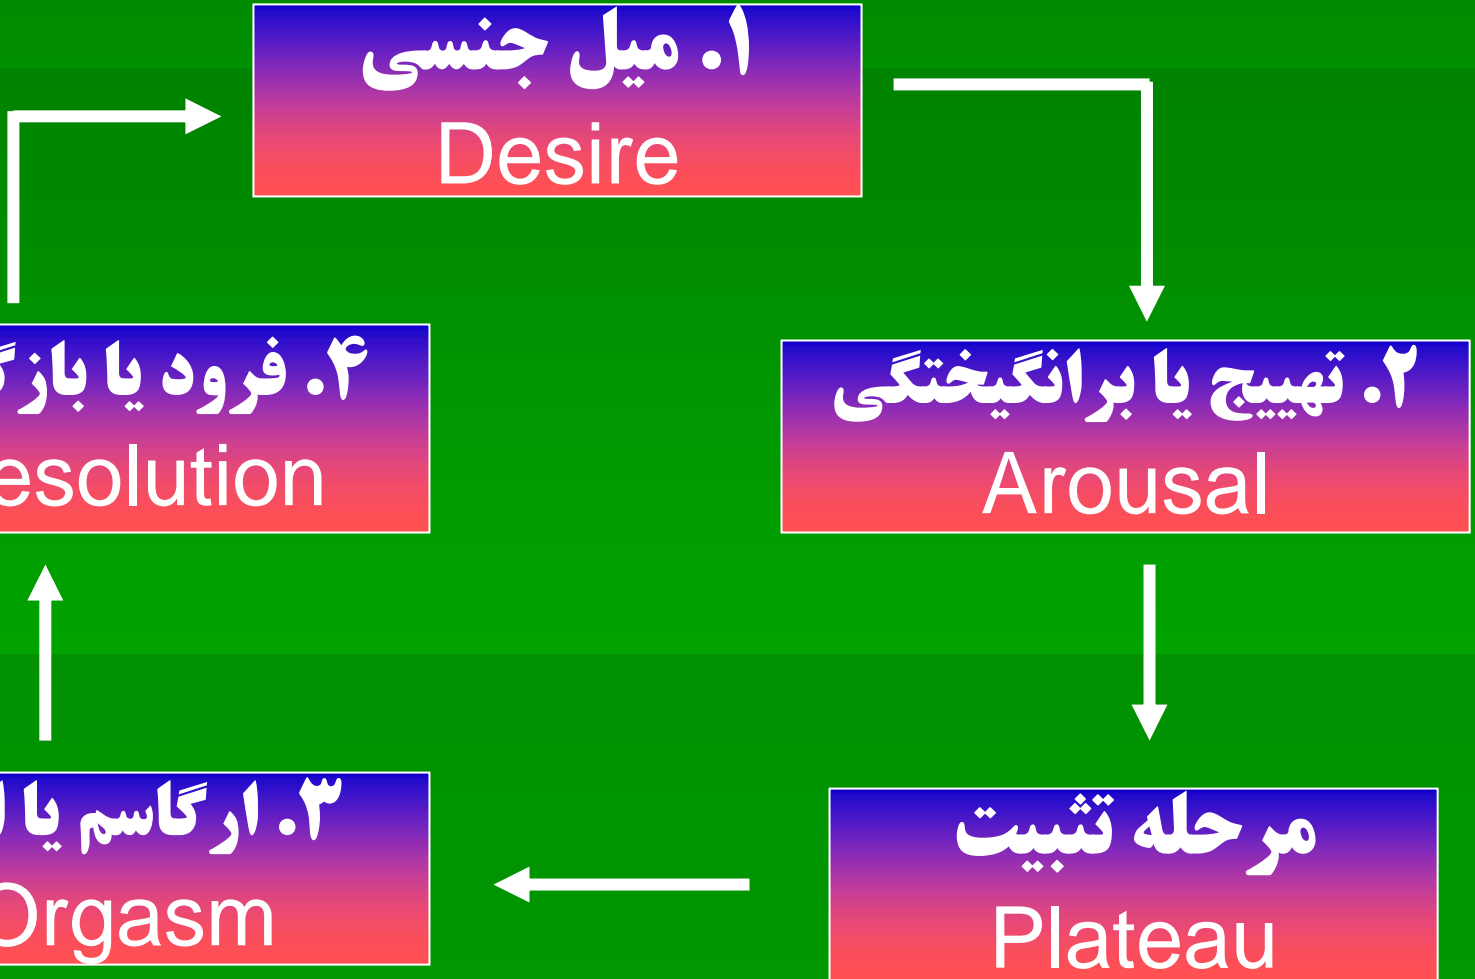 ۱. میل جنسی
Desire
۲. تهییج یا برانگیختگی
Arousal
مرحله تثبیت
Plateau
۳. ارگاسم یا
Orgasm
۴. فرود یا
esolution